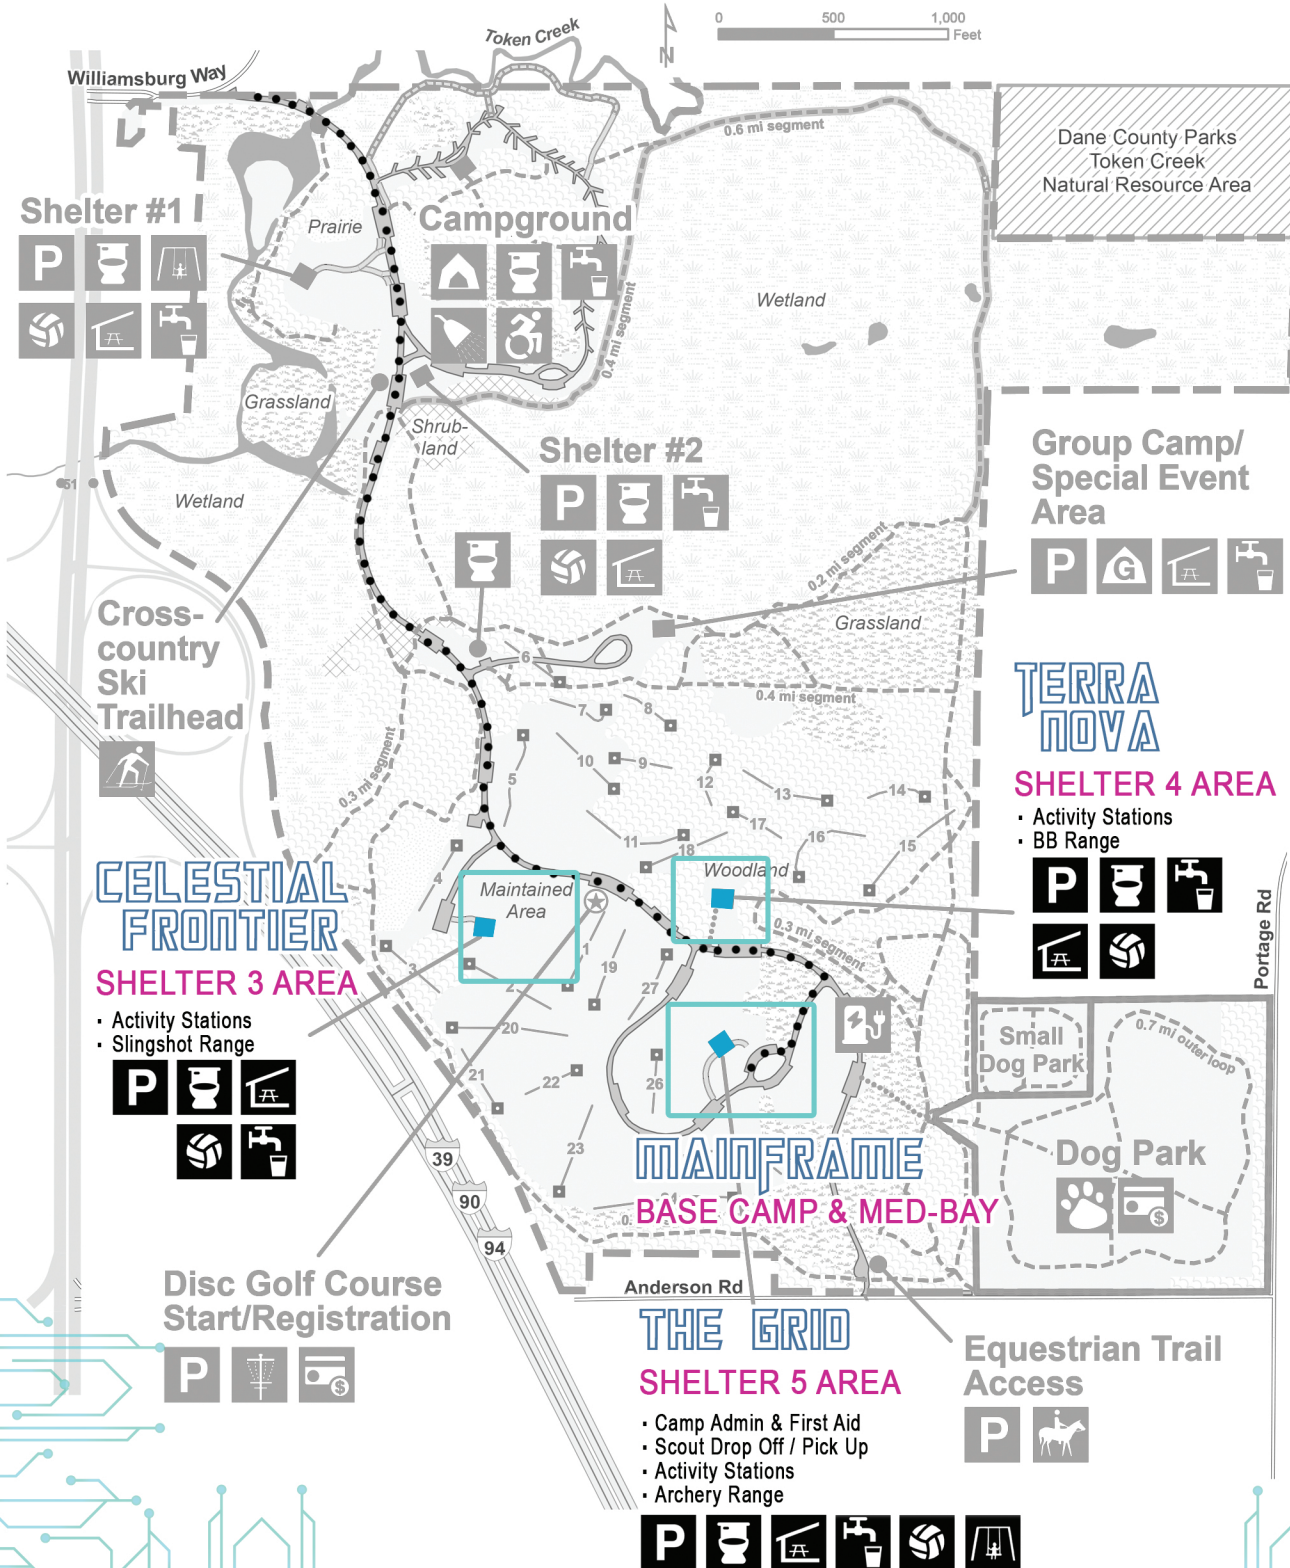 Token Creek
0 500 1,000
Feet
N
Williamsburg Way
0.6 mi segment
Dane County Parks
Token Creek
Natural Resource Area
Shelter #1
P
Prairie
Campground
Wetland
0.4 mi segment
Grassland
Shrub-
land
Shelter #2
P
Group Camp/
Special Event
Area
P
G
51
Wetland
0.2 mi segment
Grassland
Cross-
country
Ski
Trailhead
6
0.4 mi segment
7
8
TERRA
NOVA
SHELTER 4 AREA
· Activity Stations
· BB Range
P
0.3 mi segment
5
10
9
12
13
14
17
16
15
11
18
Woodland
CELESTIAL
FRONTIER
SHELTER 3 AREA
· Activity Stations
· Slingshot Range
P
4
Maintained
Area
0.3 mi segment
Portage Rd
3
1
19
2
27
20
21
22
26
23
Small
Dog Park
0.7 mi outer loop
Dog Park
$
39
90
94
MAINFRAME
BASE CAMP & MED-BAY
Anderson Rd
Disc Golf Course
Start/Registration
P
$
THE GRID
SHELTER 5 AREA
· Camp Admin & First Aid
· Scout Drop Off / Pick Up
· Activity Stations
· Archery Range
P
Equestrian Trail
Access
P